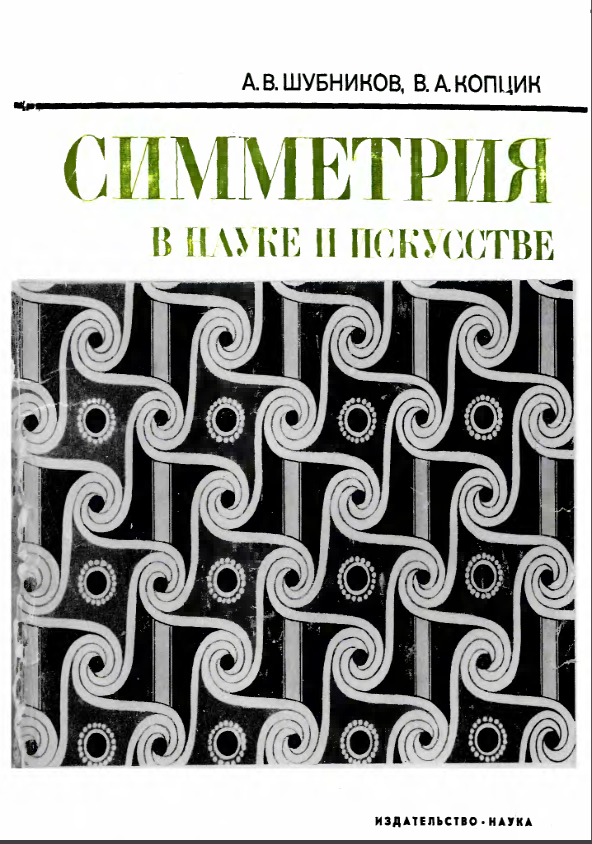 А. В. ШУБНИКОВ, В. А. КОПЦИК
СИММЕТРИЯ
В НАУКЕ И ИСКУССТВЕ
ИЗДАТЕЛЬСТВО · НАУКА